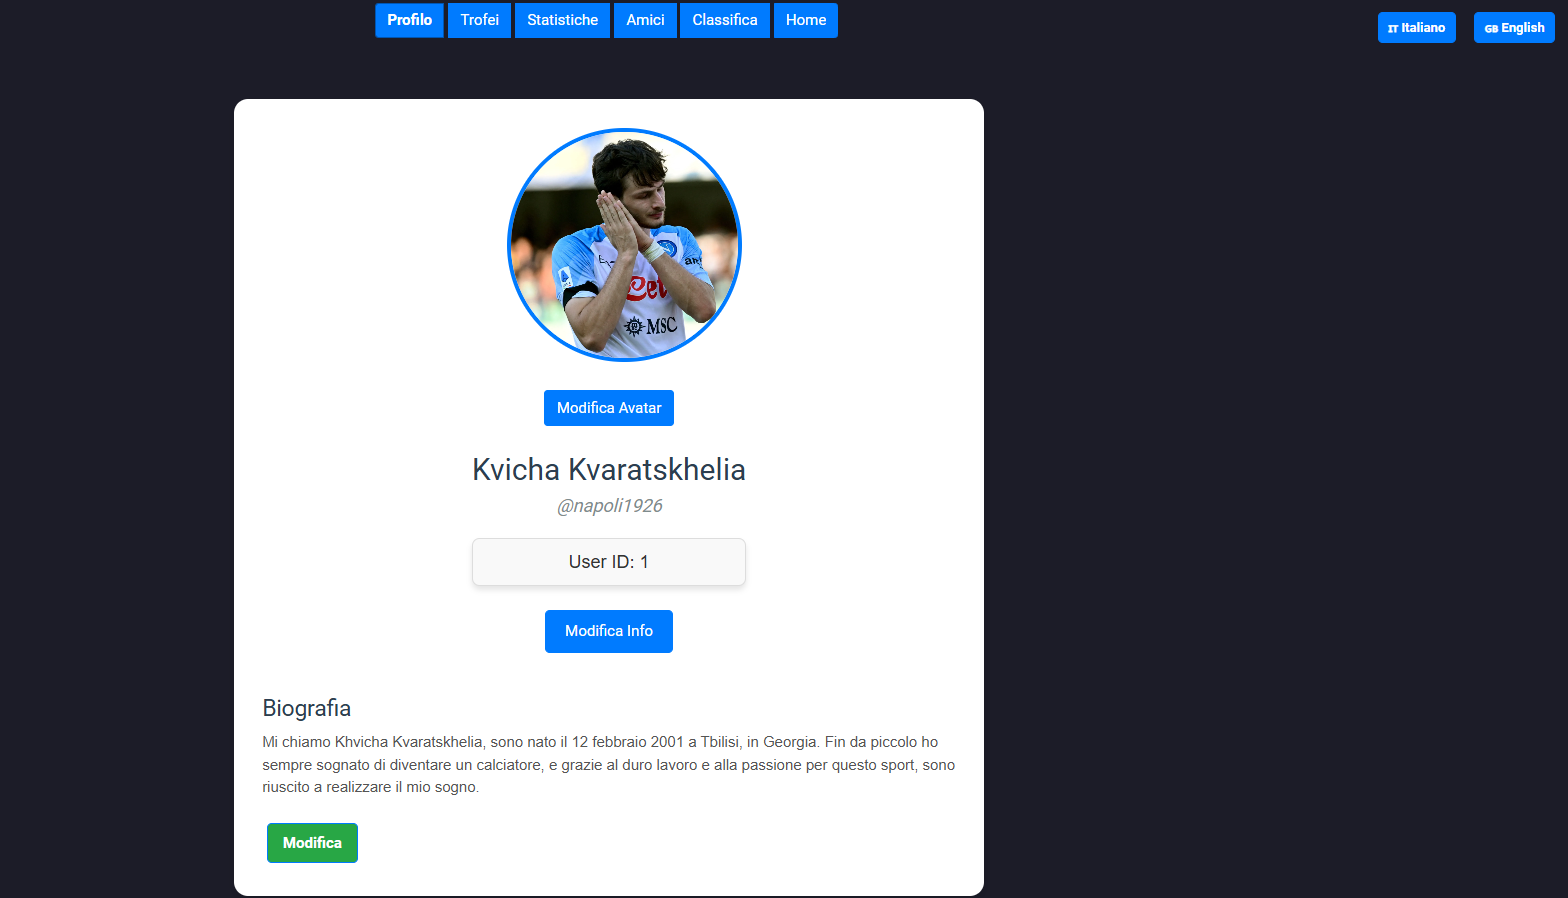 Profilo
Trofei
Statistiche
Amici
Classifica
Home
IT Italiano
GB English
MSC
Modifica Avatar
Kvicha Kvaratskhelia
@napoli1926
User ID: 1
Modifica Info
Biografia
Mi chiamo Khvicha Kvaratskhelia, sono nato il 12 febbraio 2001 a Tbilisi, in Georgia. Fin da piccolo ho
sempre sognato di diventare un calciatore, e grazie al duro lavoro e alla passione per questo sport, sono
riuscito a realizzare il mio sogno.
Modifica